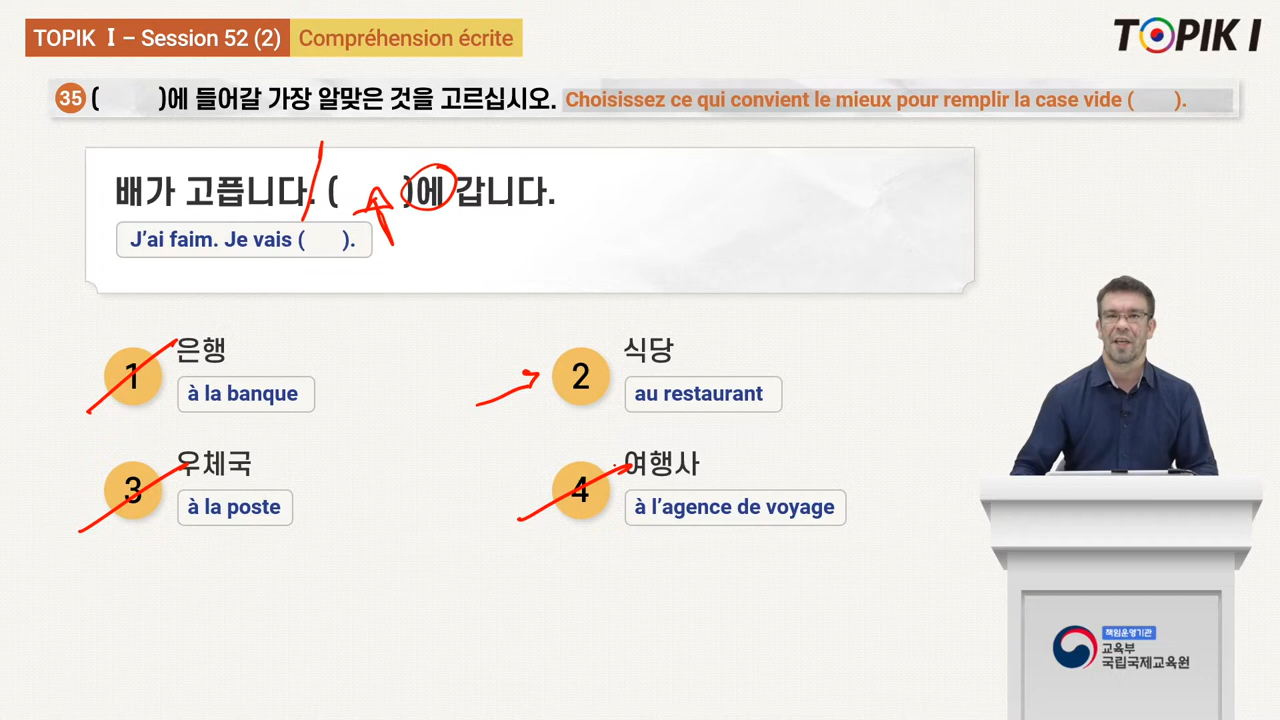 TOPIK I – Session 52 (2) Compréhension écrite
TOPIK I
35 ( )에 들어갈 가장 알맞은 것을 고르십시오. Choisissez ce qui convient le mieux pour remplir la case vide ( ).
배가 고픕니다. ( )에 갑니다.
J'ai faim. Je vais ( ).
1 은행
à la banque
2 식당
au restaurant
3 우체국
à la poste
4 여행사
à l'agence de voyage
책임운영기관
교육부
국립국제교육원